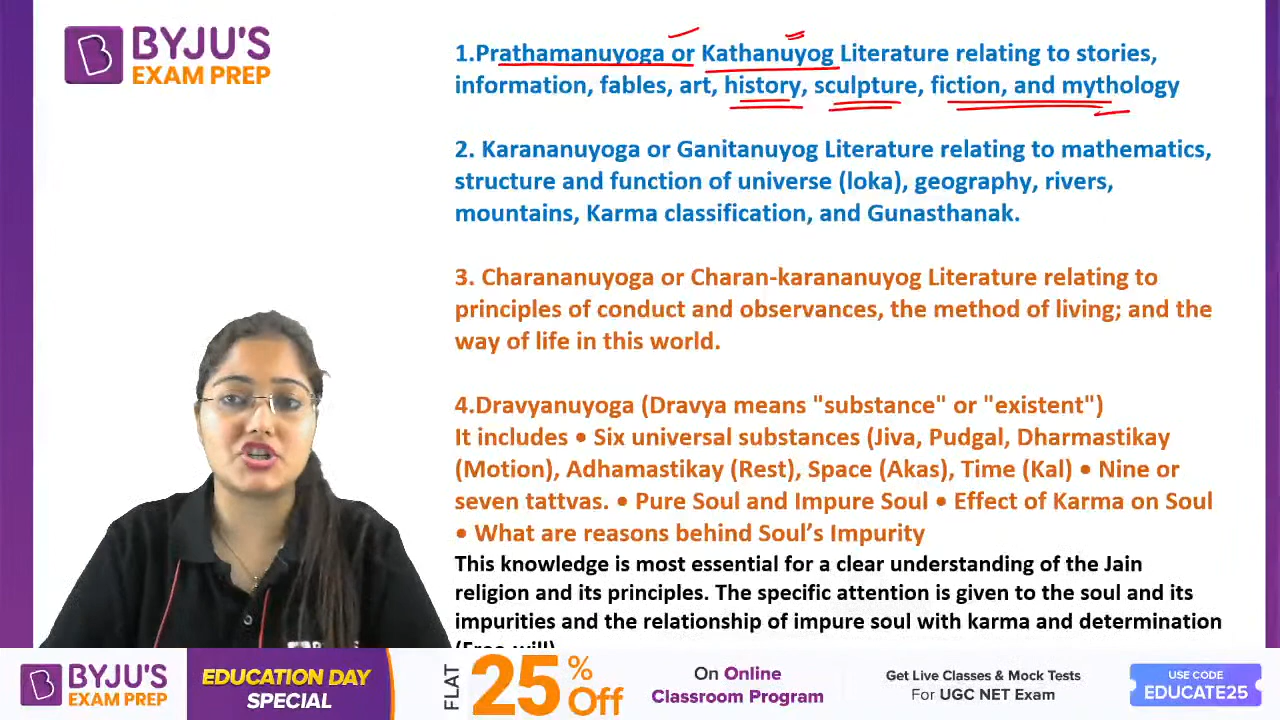 BYJU'S
EXAM PREP
1.Prathamanuyoga or Kathanuyog Literature relating to stories,
information, fables, art, history, sculpture, fiction, and mythology
2. Karananuyoga or Ganitanuyog Literature relating to mathematics,
structure and function of universe (loka), geography, rivers,
mountains, Karma classification, and Gunasthanak.
3. Charananuyoga or Charan-karananuyog Literature relating to
principles of conduct and observances, the method of living; and the
way of life in this world.
4.Dravyanuyoga (Dravya means "substance" or "existent")
It includes • Six universal substances (Jiva, Pudgal, Dharmastikay
(Motion), Adhamastikay (Rest), Space (Akas), Time (Kal) • Nine or
seven tattvas. • Pure Soul and Impure Soul • Effect of Karma on Soul
• What are reasons behind Soul's Impurity
This knowledge is most essential for a clear understanding of the Jain
religion and its principles. The specific attention is given to the soul and its
impurities and the relationship of impure soul with karma and determination
BYJU'S
EXAM PREP
EDUCATION DAY
SPECIAL
FLAT
25% Off
On Online
Classroom Program
Get Live Classes & Mock Tests
For UGC NET Exam
USE CODE
EDUCATE25